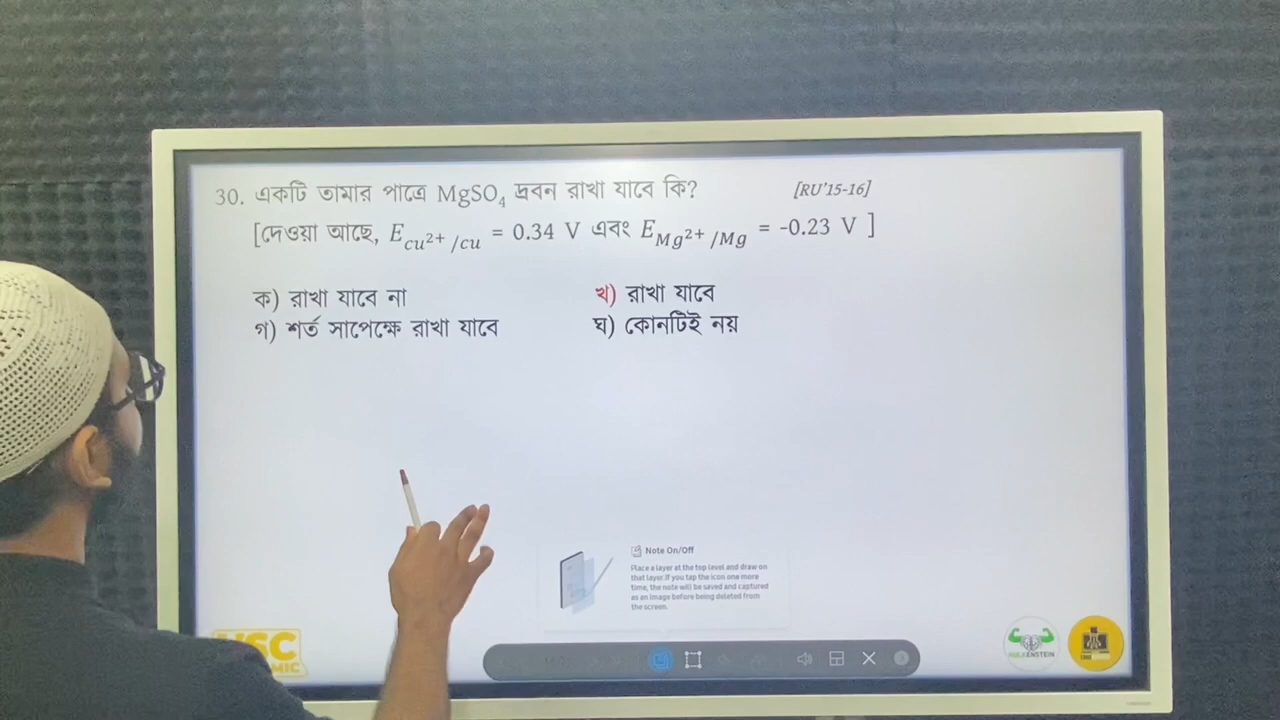 30. একটি তামার পাত্রে MgSO₄ দ্রবন রাখা যাবে কি? [RU'15-16]
[দেওয়া আছে, E cu²⁺/cu = 0.34 V এবং E Mg²⁺/Mg = -0.23 V ]
ক) রাখা যাবে না খ) রাখা যাবে
গ) শর্ত সাপেক্ষে রাখা যাবে ঘ) কোনটিই নয়
Note On/Off
Place a layer at the top level and draw on
that layer.If you tap the icon one more
time, the note will be saved and captured
as an image before being deleted from
the screen.